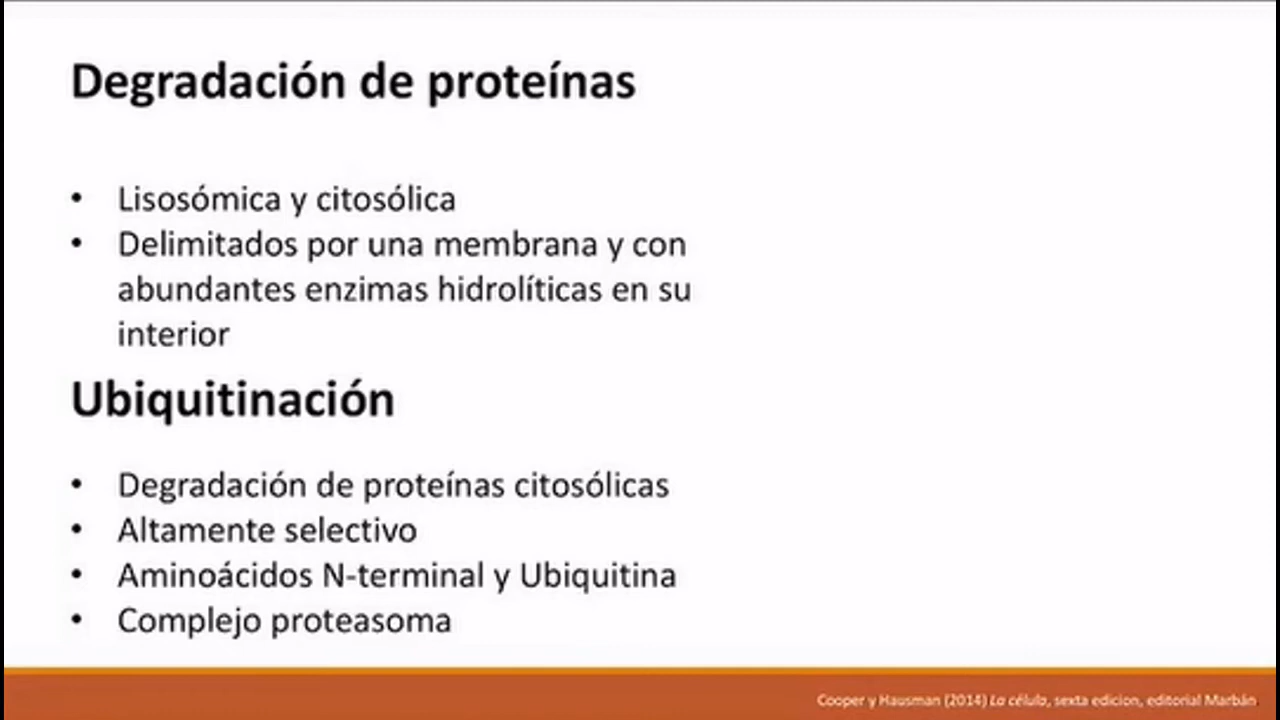 Degradación de proteínas
• Lisosómica y citosólica
• Delimitados por una membrana y con
abundantes enzimas hidrolíticas en su
interior
Ubiquitinación
• Degradación de proteínas citosólicas
• Altamente selectivo
• Aminoácidos N-terminal y Ubiquitina
• Complejo proteasoma
Cooper y Hausman (2014) La célula, sexta edicion, editorial Marbán.